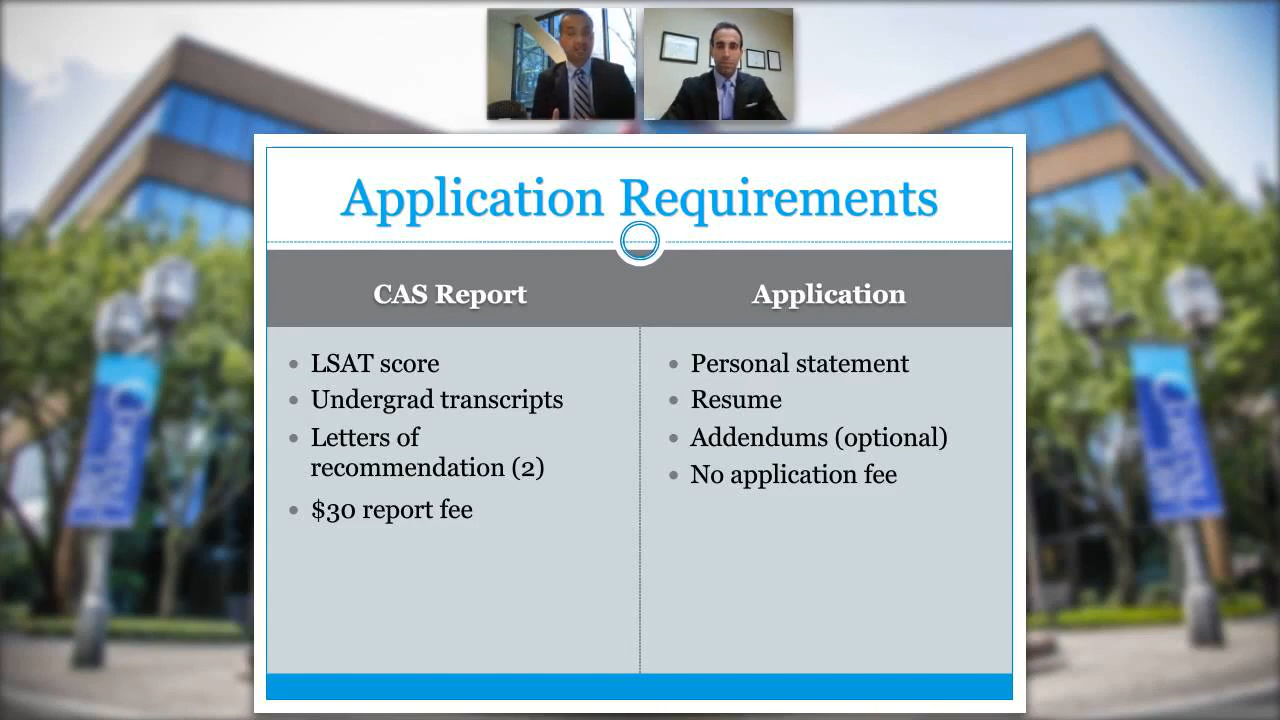 Application Requirements
CAS Report
Application
• LSAT score
• Undergrad transcripts
• Letters of
recommendation (2)
• $30 report fee
• Personal statement
• Resume
• Addendums (optional)
• No application fee